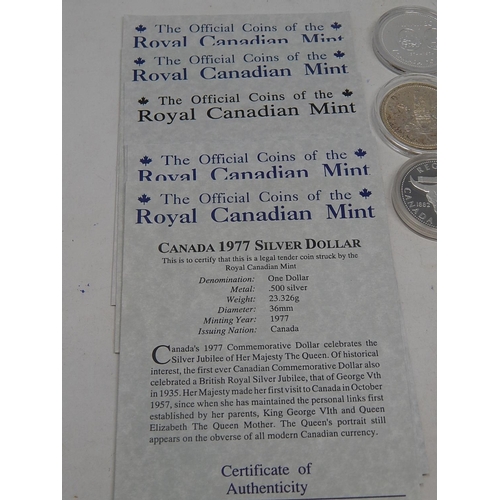 The Official Coins of the
Royal Canadian Mint
The Official Coins of the
Royal Canadian Mint
The Official Coins of the
Royal Canadian Mint
The Official Coins of the
Royal Canadian Mint
The Official Coins of the
Royal Canadian Mint
CANADA 1977 SILVER DOLLAR
This is to certify that this is a legal tender coin struck by the
Royal Canadian Mint
Denomination: One Dollar
Metal: .500 silver
Weight: 23.326g
Diameter: 36mm
Minting Year: 1977
Issuing Nation: Canada
Canada's 1977 Commemorative Dollar celebrates the
Silver Jubilee of Her Majesty The Queen. Of historical
interest, the first ever Canadian Commemorative Dollar also
celebrated a British Royal Silver Jubilee, that of George Vth
in 1935. Her Majesty made her first visit to Canada in October
1957, since when she has maintained the personal links first
established by her parents, King George VIth and Queen
Elizabeth The Queen Mother. The Queen's portrait still
appears on the obverse of all modern Canadian currency.
Certificate of
Authenticity
REG
CANADA
1882